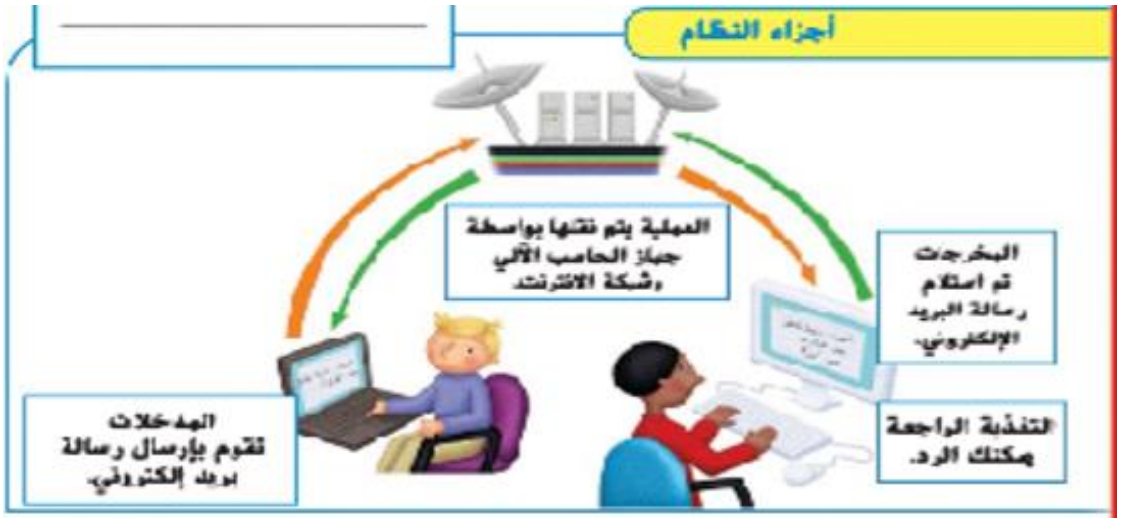 أجزاء النظام
العملية يتم نقلها بواسطة
جهاز الحاسب الآلي
وشبكة الانترنت.
المخرجات
تم استلام
رسالة البريد
الإلكتروني.
التغذية الراجعة
يمكنك الرد.
المدخلات
تقوم بإرسال رسالة
بريد إلكتروني.